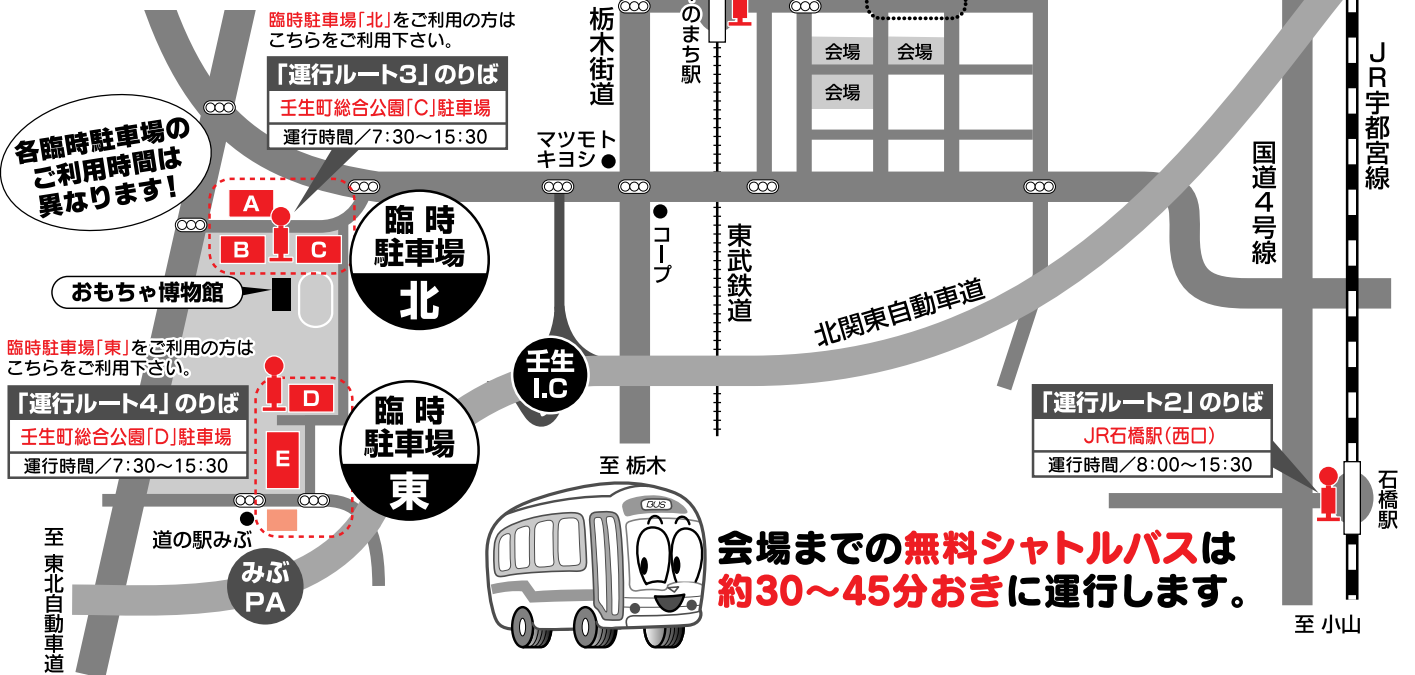 臨時駐車場「北」をご利用の方は
こちらをご利用下さい。
「運行ルート3」のりば
壬生町総合公園「C」駐車場
運行時間／7:30〜15:30
各臨時駐車場の
ご利用時間は
異なります！
栃木街道
のまち駅
会場
会場
会場
マツモト
キヨシ
JR宇都宮線
国道4号線
A
B
C
臨時
駐車場
北
コープ
東武鉄道
おもちゃ博物館
北関東自動車道
臨時駐車場「東」をご利用の方は
こちらをご利用下さい。
「運行ルート4」のりば
壬生町総合公園「D」駐車場
運行時間／7:30〜15:30
D
E
臨時
駐車場
東
壬生
I.C
「運行ルート2」のりば
JR石橋駅（西口）
運行時間／8:00〜15:30
石橋駅
至 栃木
道の駅みぶ
みぶ
PA
至 東北自動車道
BUS
会場までの無料シャトルバスは
約30〜45分おきに運行します。
至 小山